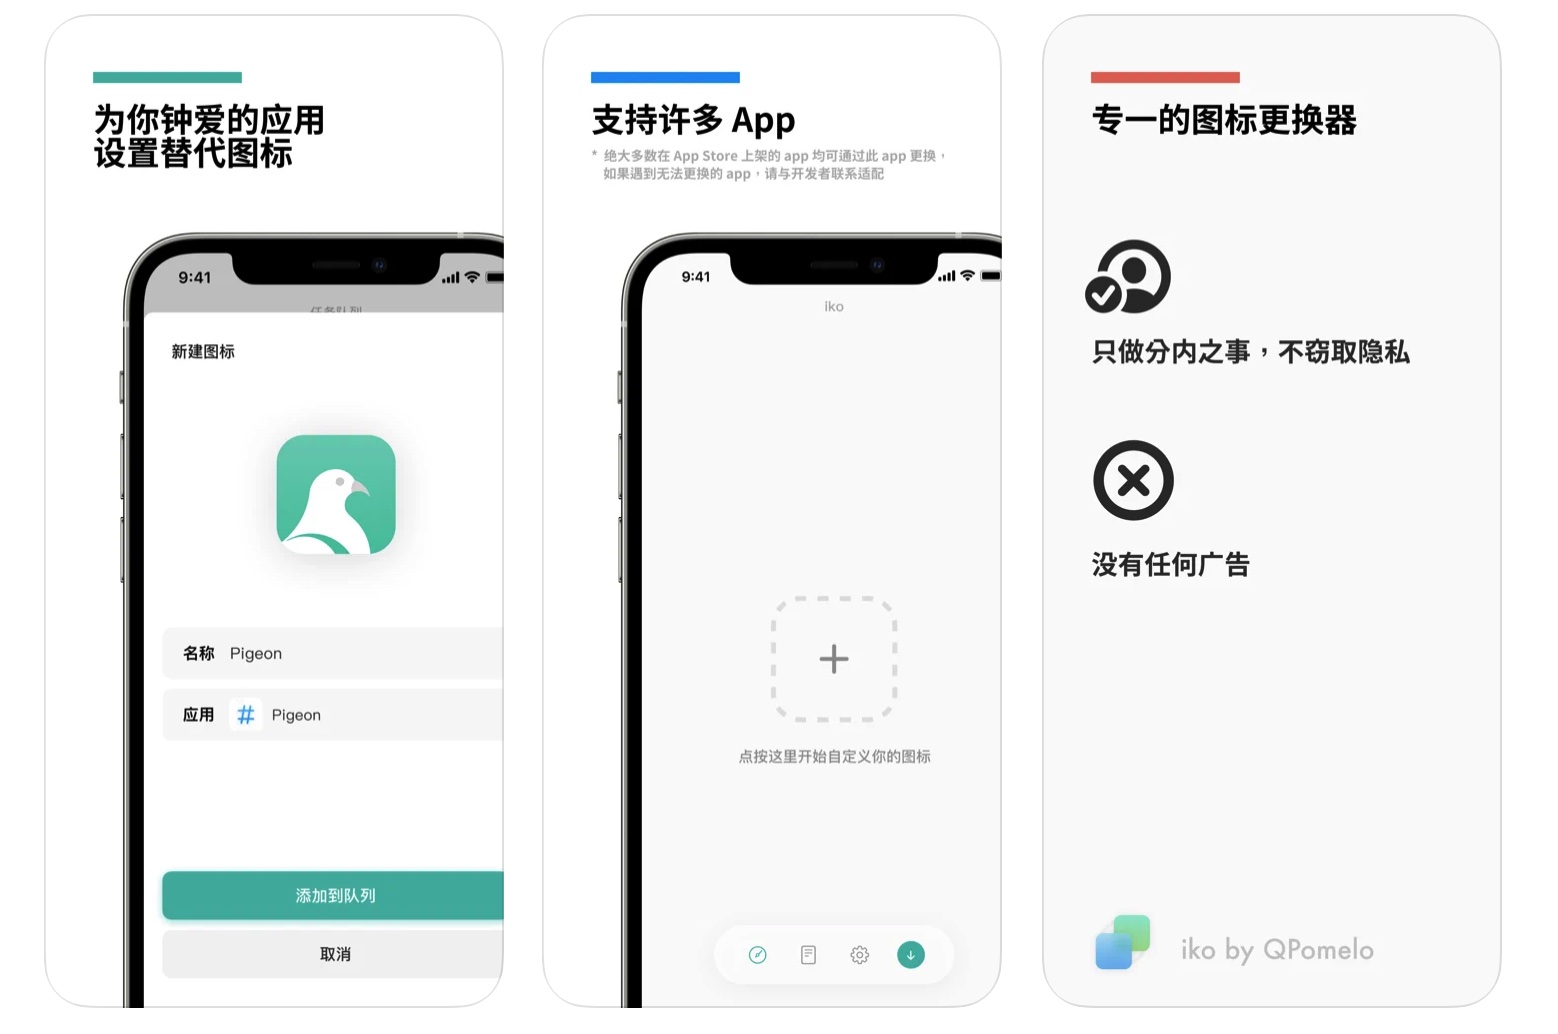 为你钟爱的应用
设置替代图标
9:41
任务队列
新建图标
名称 Pigeon
应用 # Pigeon
添加到队列
取消
支持许多 App
* 绝大多数在 App Store 上架的 app 均可通过此 app 更换，
如果遇到无法更换的 app，请与开发者联系适配
9:41
iko
点按这里开始自定义你的图标
专一的图标更换器
只做分内之事，不窃取隐私
没有任何广告
iko by QPomelo